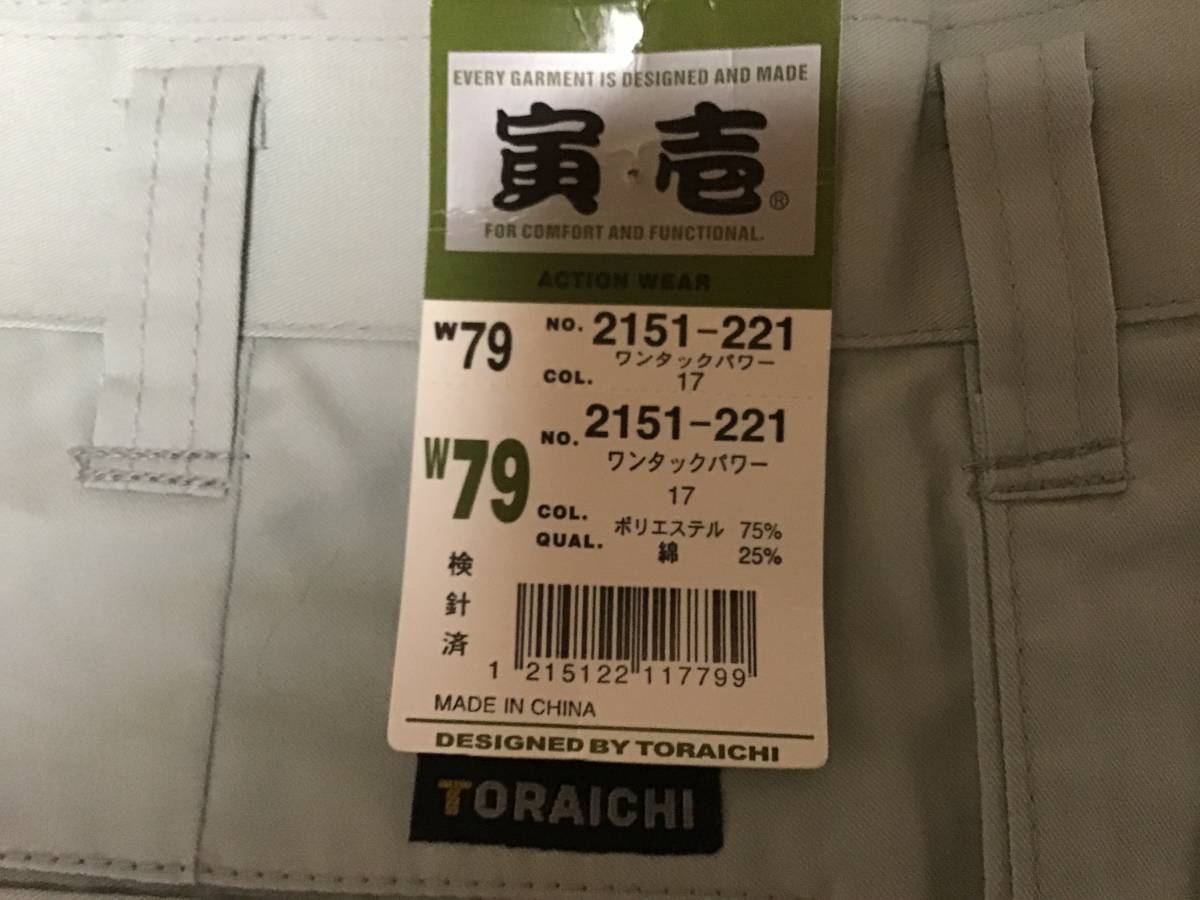 EVERY GARMENT IS DESIGNED AND MADE
寅壱®
FOR COMFORT AND FUNCTIONAL.
ACTION WEAR
W79 NO. 2151-221
ワンタックパワー
COL. 17
W79 NO. 2151-221
ワンタックパワー
COL. 17
QUAL. ポリエステル 75%
綿 25%
検針済
1 215122 117799
MADE IN CHINA
DESIGNED BY TORAICHI
TORAICHI